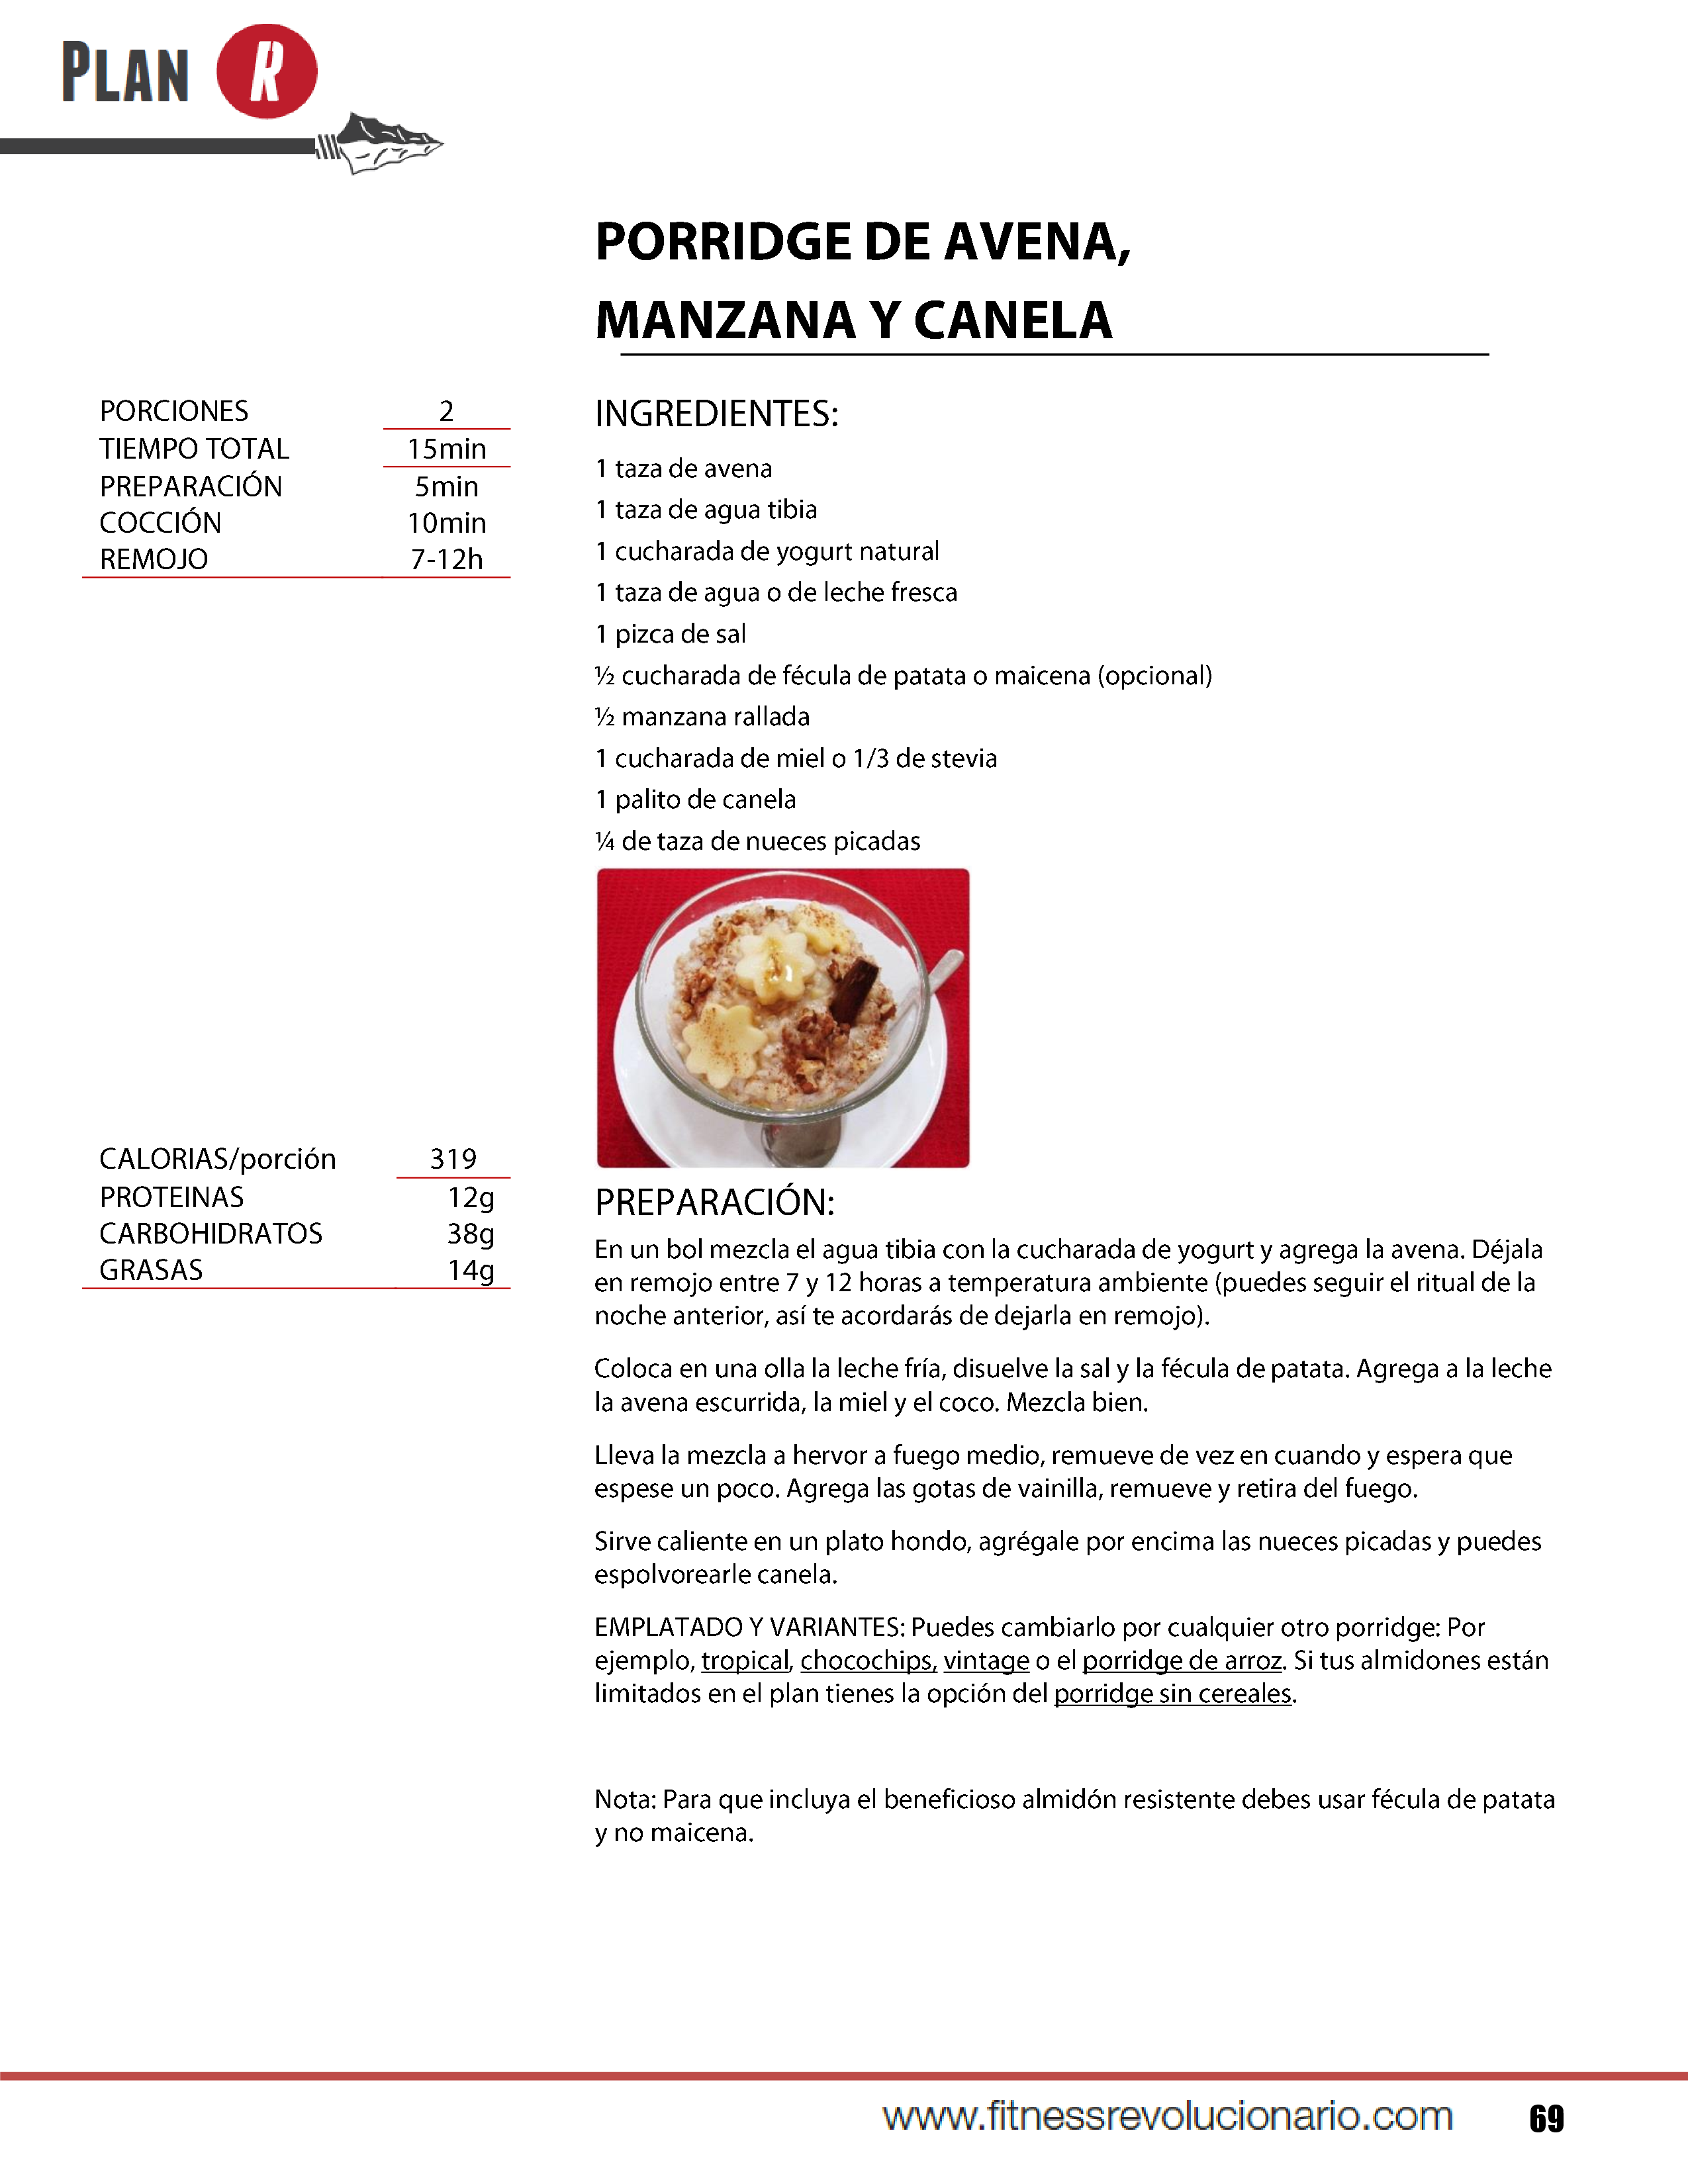 PLAN R
PORRIDGE DE AVENA,
MANZANA Y CANELA
PORCIONES 2
TIEMPO TOTAL 15min
PREPARACIÓN 5min
COCCIÓN 10min
REMOJO 7-12h
INGREDIENTES:
1 taza de avena
1 taza de agua tibia
1 cucharada de yogurt natural
1 taza de agua o de leche fresca
1 pizca de sal
½ cucharada de fécula de patata o maicena (opcional)
½ manzana rallada
1 cucharada de miel o 1/3 de stevia
1 palito de canela
¼ de taza de nueces picadas
CALORIAS/porción 319
PROTEINAS 12g
CARBOHIDRATOS 38g
GRASAS 14g
PREPARACIÓN:
En un bol mezcla el agua tibia con la cucharada de yogurt y agrega la avena. Déjala
en remojo entre 7 y 12 horas a temperatura ambiente (puedes seguir el ritual de la
noche anterior, así te acordarás de dejarla en remojo).
Coloca en una olla la leche fría, disuelve la sal y la fécula de patata. Agrega a la leche
la avena escurrida, la miel y el coco. Mezcla bien.
Lleva la mezcla a hervor a fuego medio, remueve de vez en cuando y espera que
espese un poco. Agrega las gotas de vainilla, remueve y retira del fuego.
Sirve caliente en un plato hondo, agrégale por encima las nueces picadas y puedes
espolvorearle canela.
EMPLATADO Y VARIANTES: Puedes cambiarlo por cualquier otro porridge: Por
ejemplo, tropical, chocochips, vintage o el porridge de arroz. Si tus almidones están
limitados en el plan tienes la opción del porridge sin cereales.
Nota: Para que incluya el beneficioso almidón resistente debes usar fécula de patata
y no maicena.
www.fitnessrevolucionario.com 69